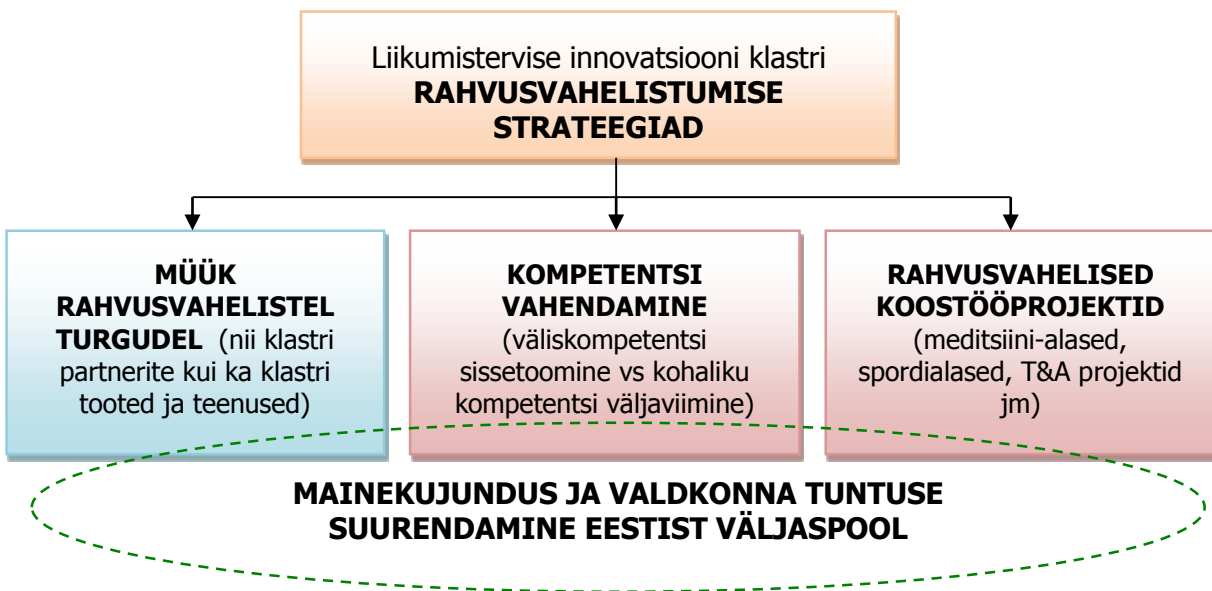 Liikumistervise innovatsiooni klastri
RAHVUSVAHELISTUMISE
STRATEEGIAD
MÜÜK
RAHVUSVAHELISTEL
TURGUDEL (nii klastri
partnerite kui ka klastri
tooted ja teenused)
KOMPETENTSI
VAHENDAMINE
(väliskompetentsi
sissetoomine vs kohaliku
kompetentsi väljaviimine)
RAHVUSVAHELISED
KOOSTÖÖPROJEKTID
(meditsiini-alased,
spordialased, T&A projektid
jm)
MAINEKUJUNDUS JA VALDKONNA TUNTUSE
SUURENDAMINE EESTIST VÄLJASPOOL